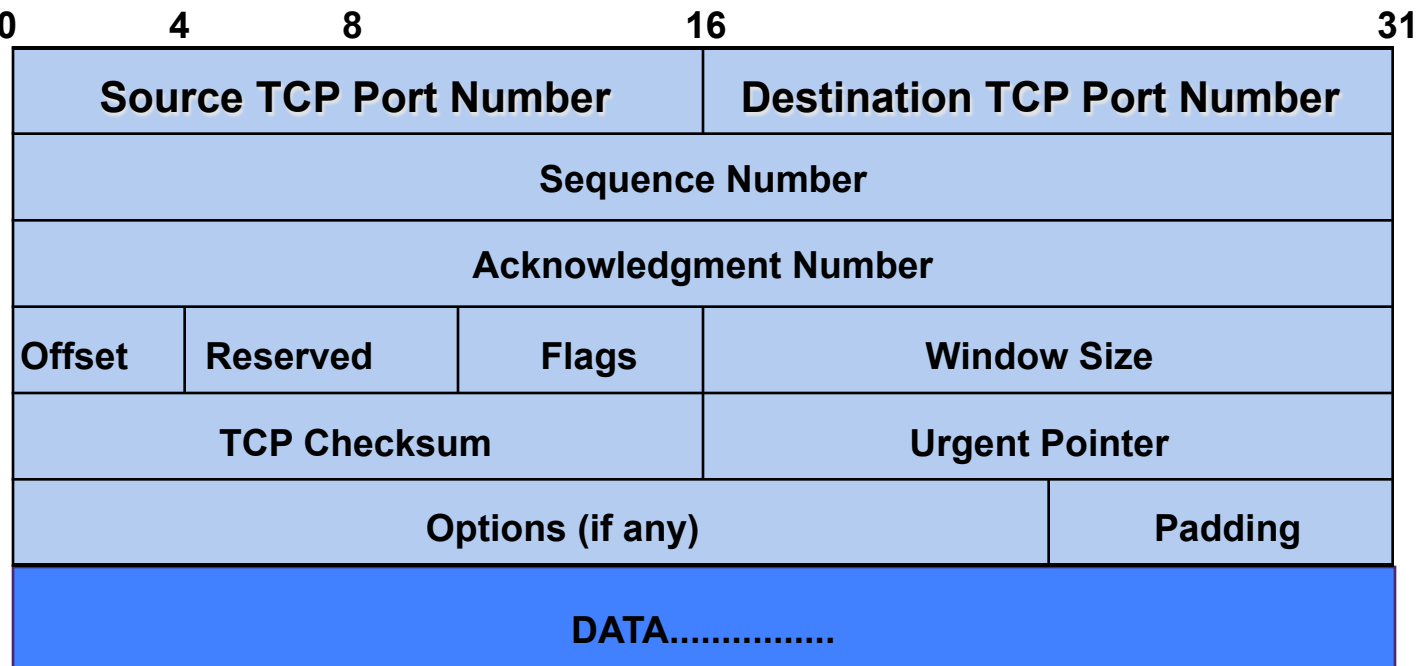 0 4 8 16 31
Source TCP Port Number Destination TCP Port Number
Sequence Number
Acknowledgment Number
Offset Reserved Flags Window Size
TCP Checksum Urgent Pointer
Options (if any) Padding
DATA................